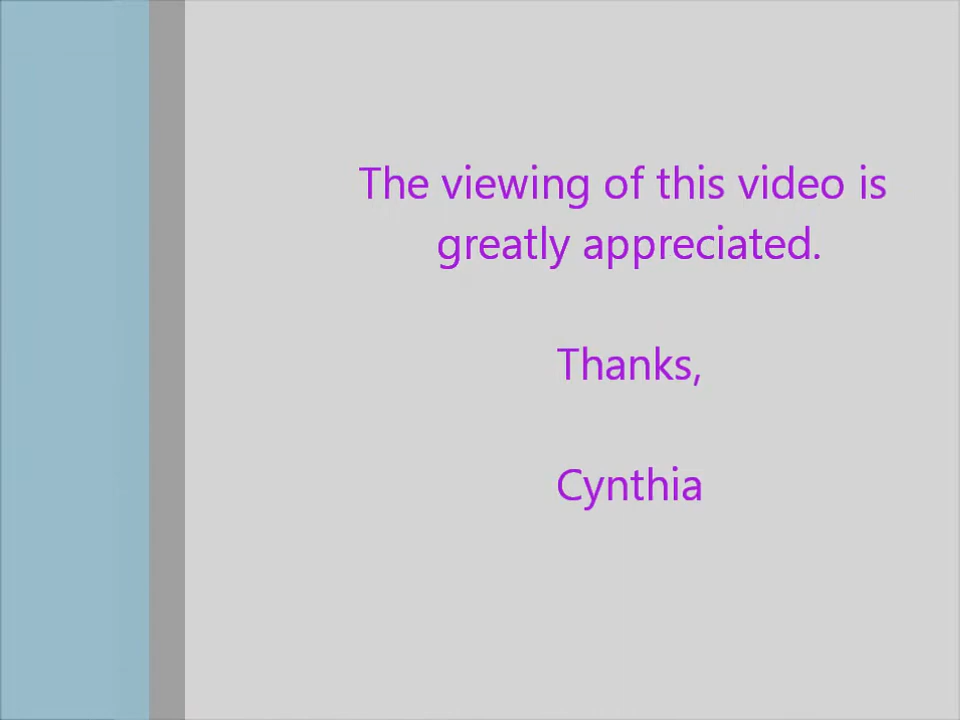 The viewing of this video is
greatly appreciated.
Thanks,
Cynthia